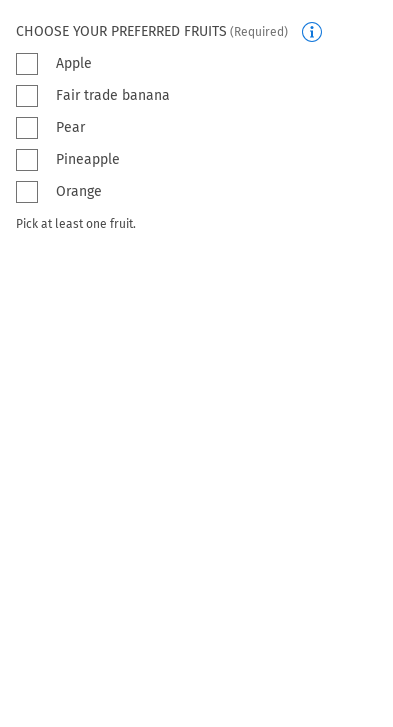 CHOOSE YOUR PREFERRED FRUITS (Required)
Apple
Fair trade banana
Pear
Pineapple
Orange
Pick at least one fruit.